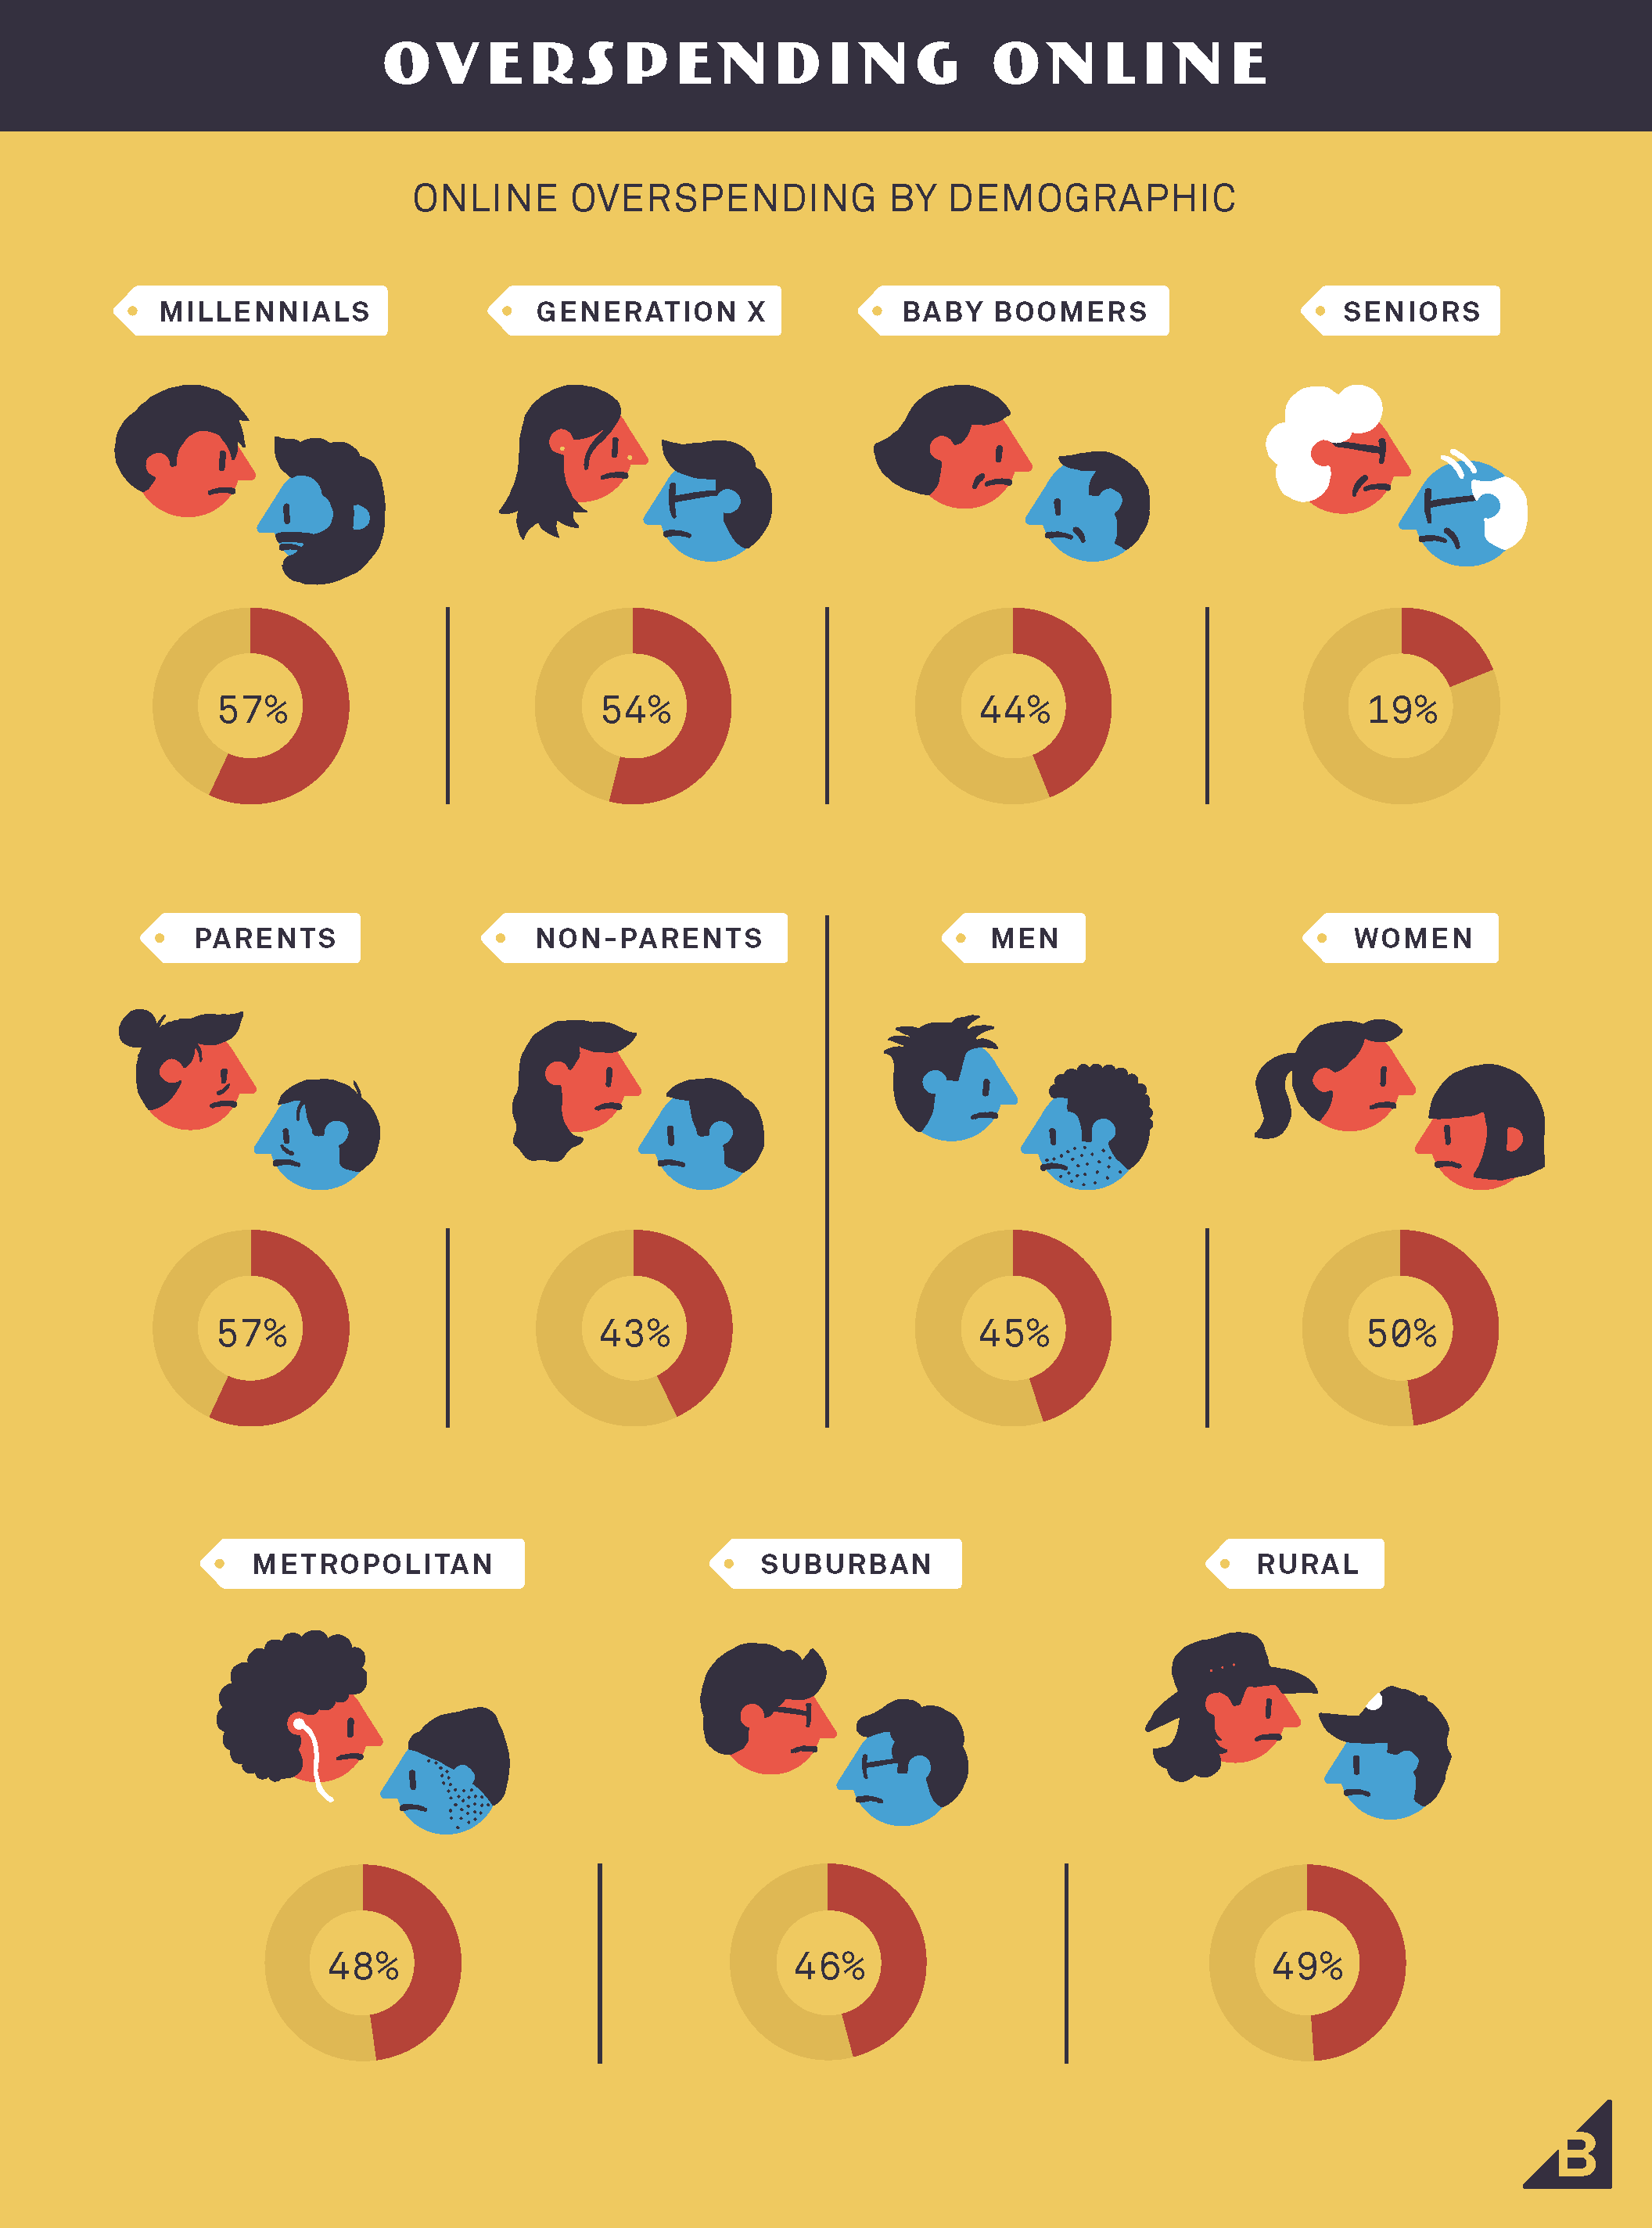 OVERSPENDING ONLINE
ONLINE OVERSPENDING BY DEMOGRAPHIC
MILLENNIALS
GENERATION X
BABY BOOMERS
SENIORS
57%
54%
44%
19%
PARENTS
NON-PARENTS
MEN
WOMEN
57%
43%
45%
50%
METROPOLITAN
SUBURBAN
RURAL
48%
46%
49%
B